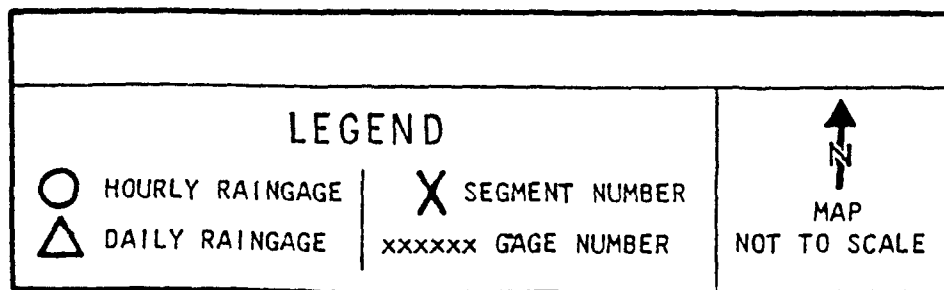 LEGEND
HOURLY RAINGAGE
X SEGMENT NUMBER
DAILY RAINGAGE
xxxxxx GAGE NUMBER
N
MAP
NOT TO SCALE